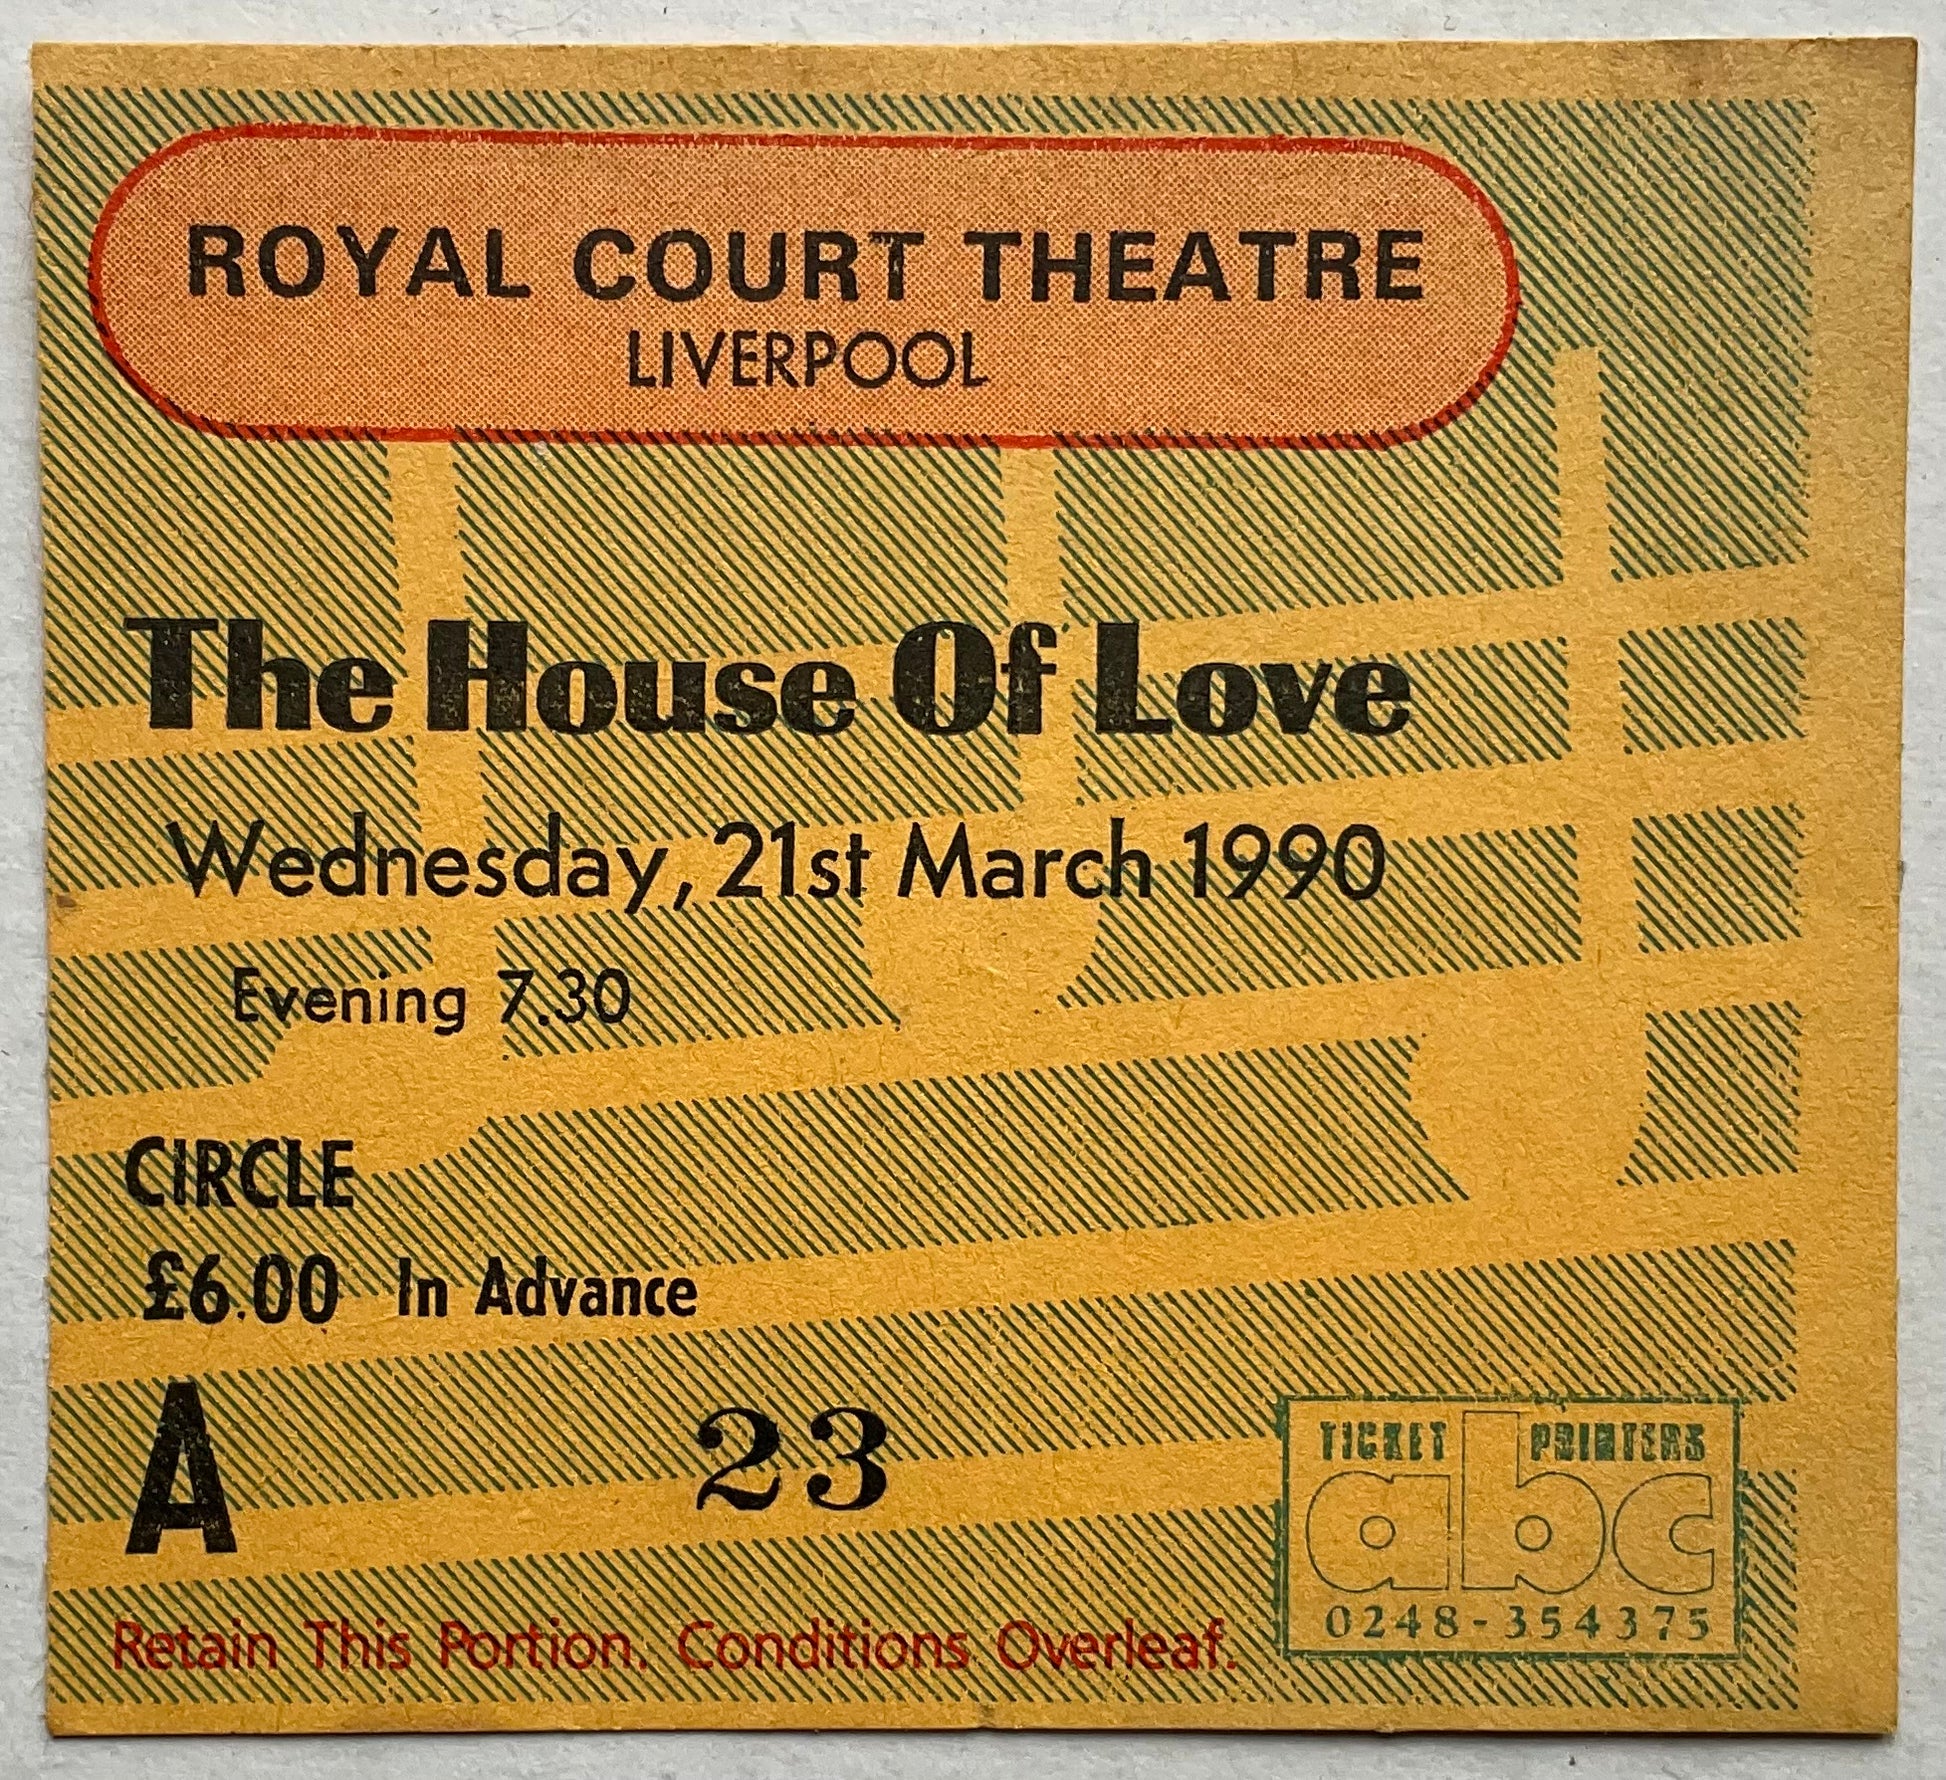 ROYAL COURT THEATRE
LIVERPOOL
The House Of Love
Wednesday, 21st March 1990
Evening 7.30
CIRCLE
£6.00 In Advance
A 23
TICKET PRINTERS
abc
0248-354375
Retain This Portion. Conditions Overleaf.